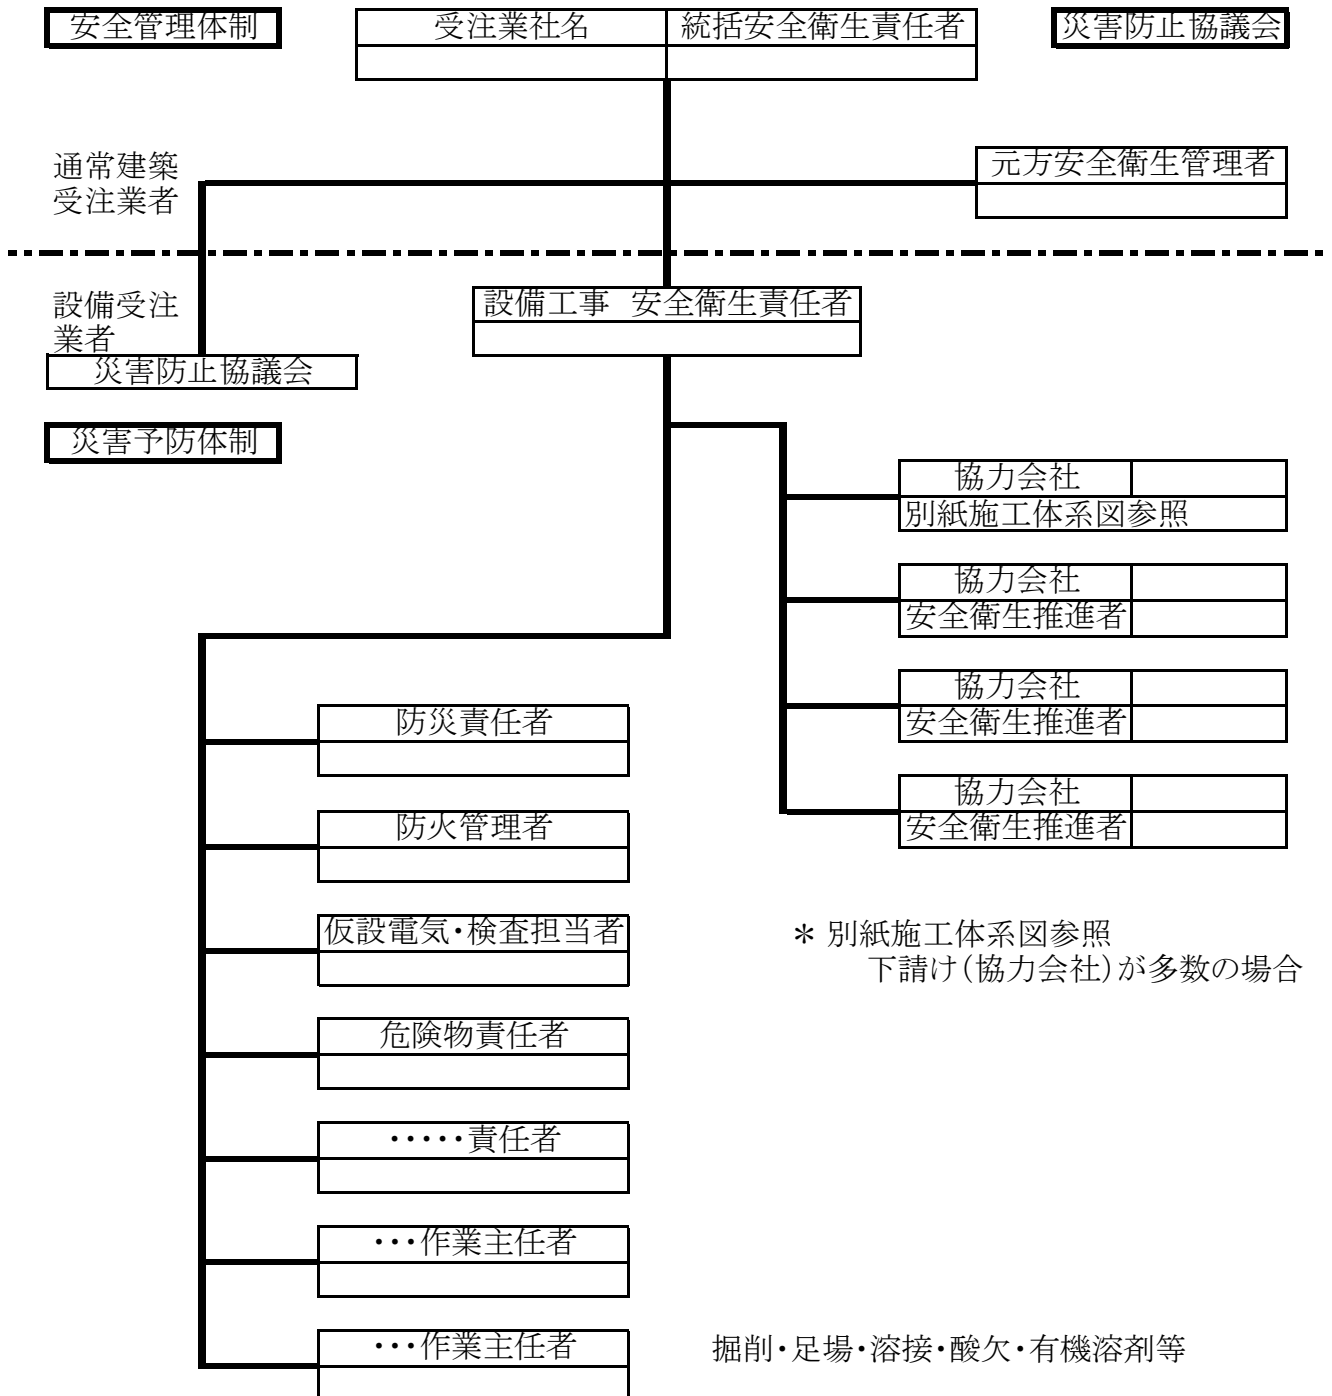 安全管理体制
受注業社名
統括安全衛生責任者
災害防止協議会
通常建築
受注業者
元方安全衛生管理者
設備受注
業者
設備工事　安全衛生責任者
災害防止協議会
災害予防体制
協力会社
別紙施工体系図参照
協力会社
安全衛生推進者
協力会社
安全衛生推進者
協力会社
安全衛生推進者
防災責任者
防火管理者
仮設電気・検査担当者
＊ 別紙施工体系図参照
下請け(協力会社)が多数の場合
危険物責任者
・・・・・責任者
・・・作業主任者
・・・作業主任者
掘削・足場・溶接・酸欠・有機溶剤等